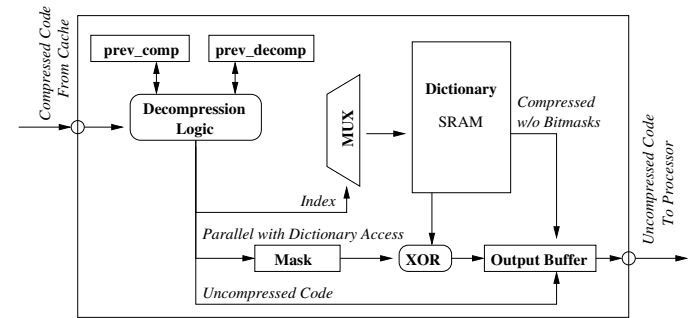 Compressed Code
From Cache
prev_comp
prev_decomp
Decompression
Logic
MUX
Dictionary
SRAM
Compressed
w/o Bitmasks
Uncompressed Code
To Processor
Index
Parallel with Dictionary Access
Mask
XOR
Output Buffer
Uncompressed Code